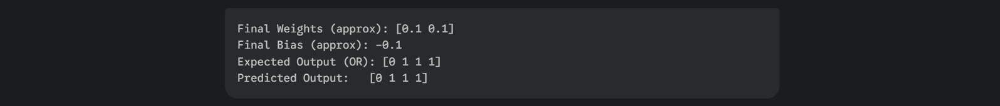 Final Weights (approx): [0.1 0.1]
Final Bias (approx): -0.1
Expected Output (OR): [0 1 1 1]
Predicted Output:   [0 1 1 1]